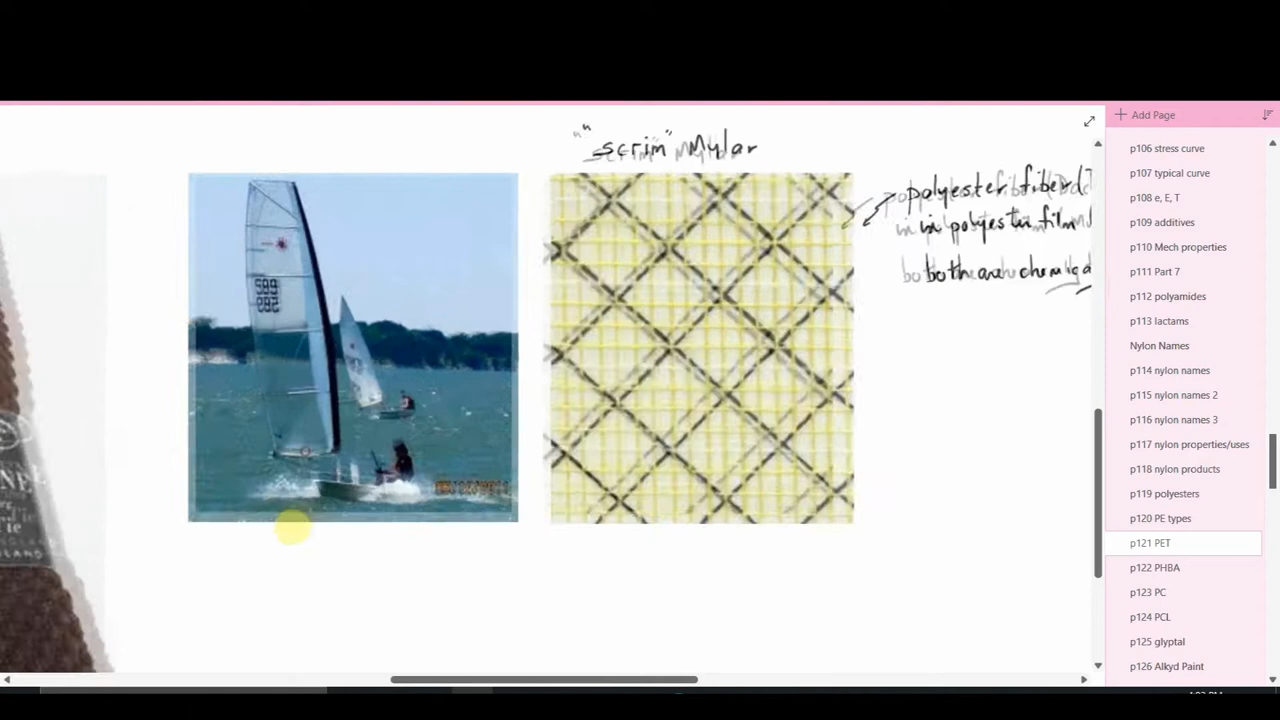 "scrim" Mylar
polyester fiber
in polyester film
both are
Add Page
p106 stress curve
p107 typical curve
p108 e, E, T
p109 additives
p110 Mech properties
p111 Part 7
p112 polyamides
p113 lactams
Nylon Names
p114 nylon names
p115 nylon names 2
p116 nylon names 3
p117 nylon properties/uses
p118 nylon products
p119 polyesters
p120 PE types
p121 PET
p122 PHBA
p123 PC
p124 PCL
p125 glyptal
p126 Alkyd Paint